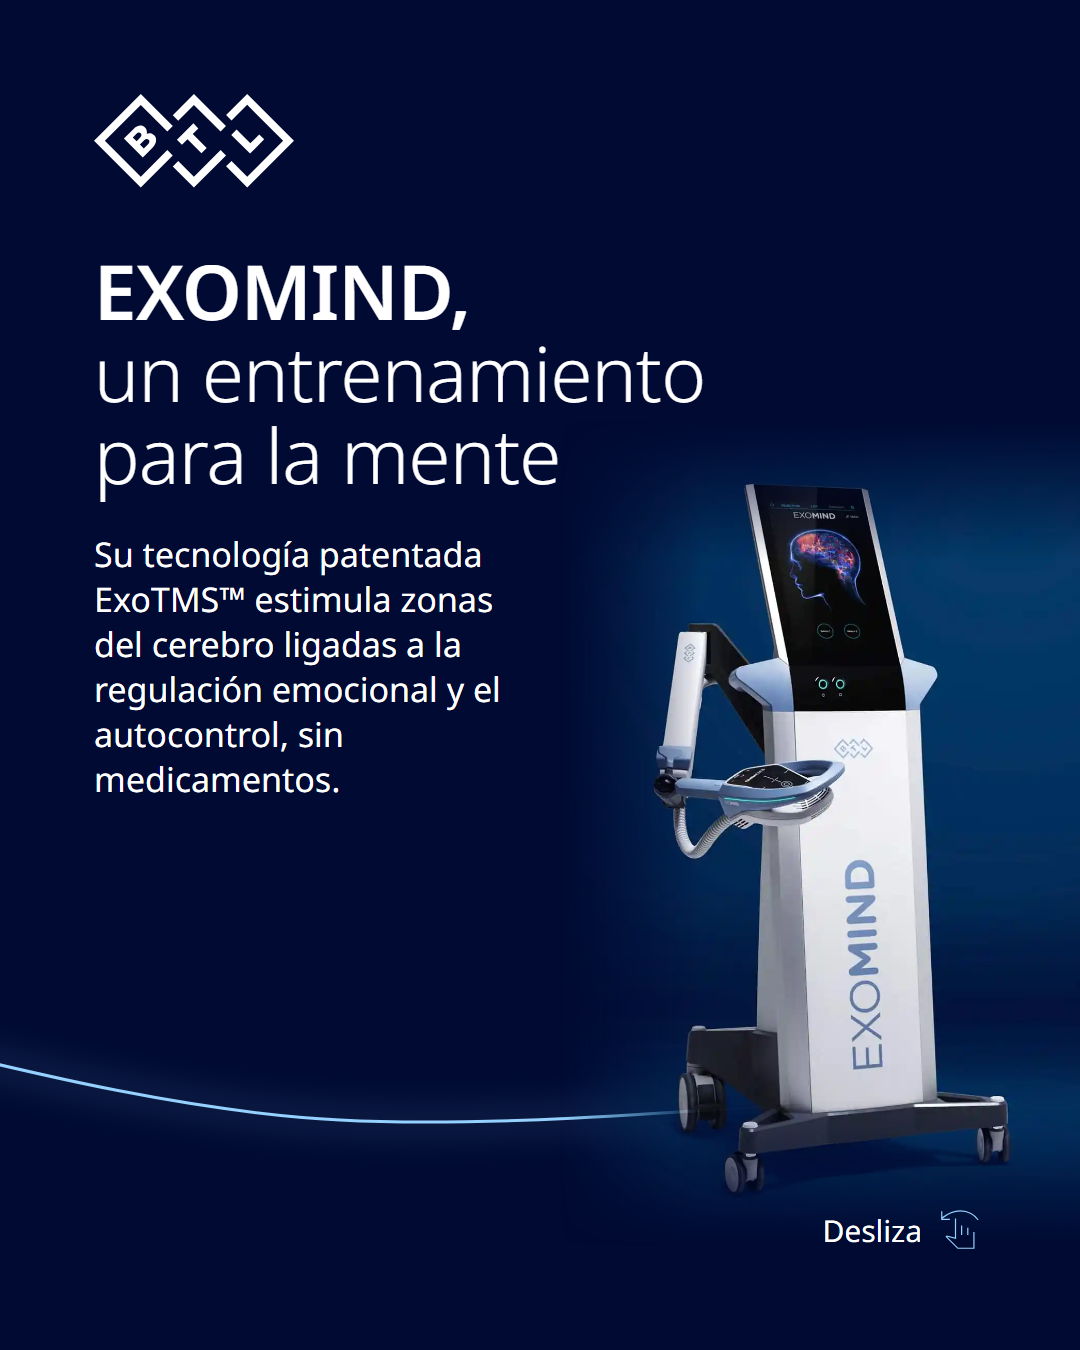 BTL
EXOMIND,
un entrenamiento
para la mente
Su tecnología patentada
ExoTMS™ estimula zonas
del cerebro ligadas a la
regulación emocional y el
autocontrol, sin
medicamentos.
EXOMIND
BTL
EXOMIND
Desliza